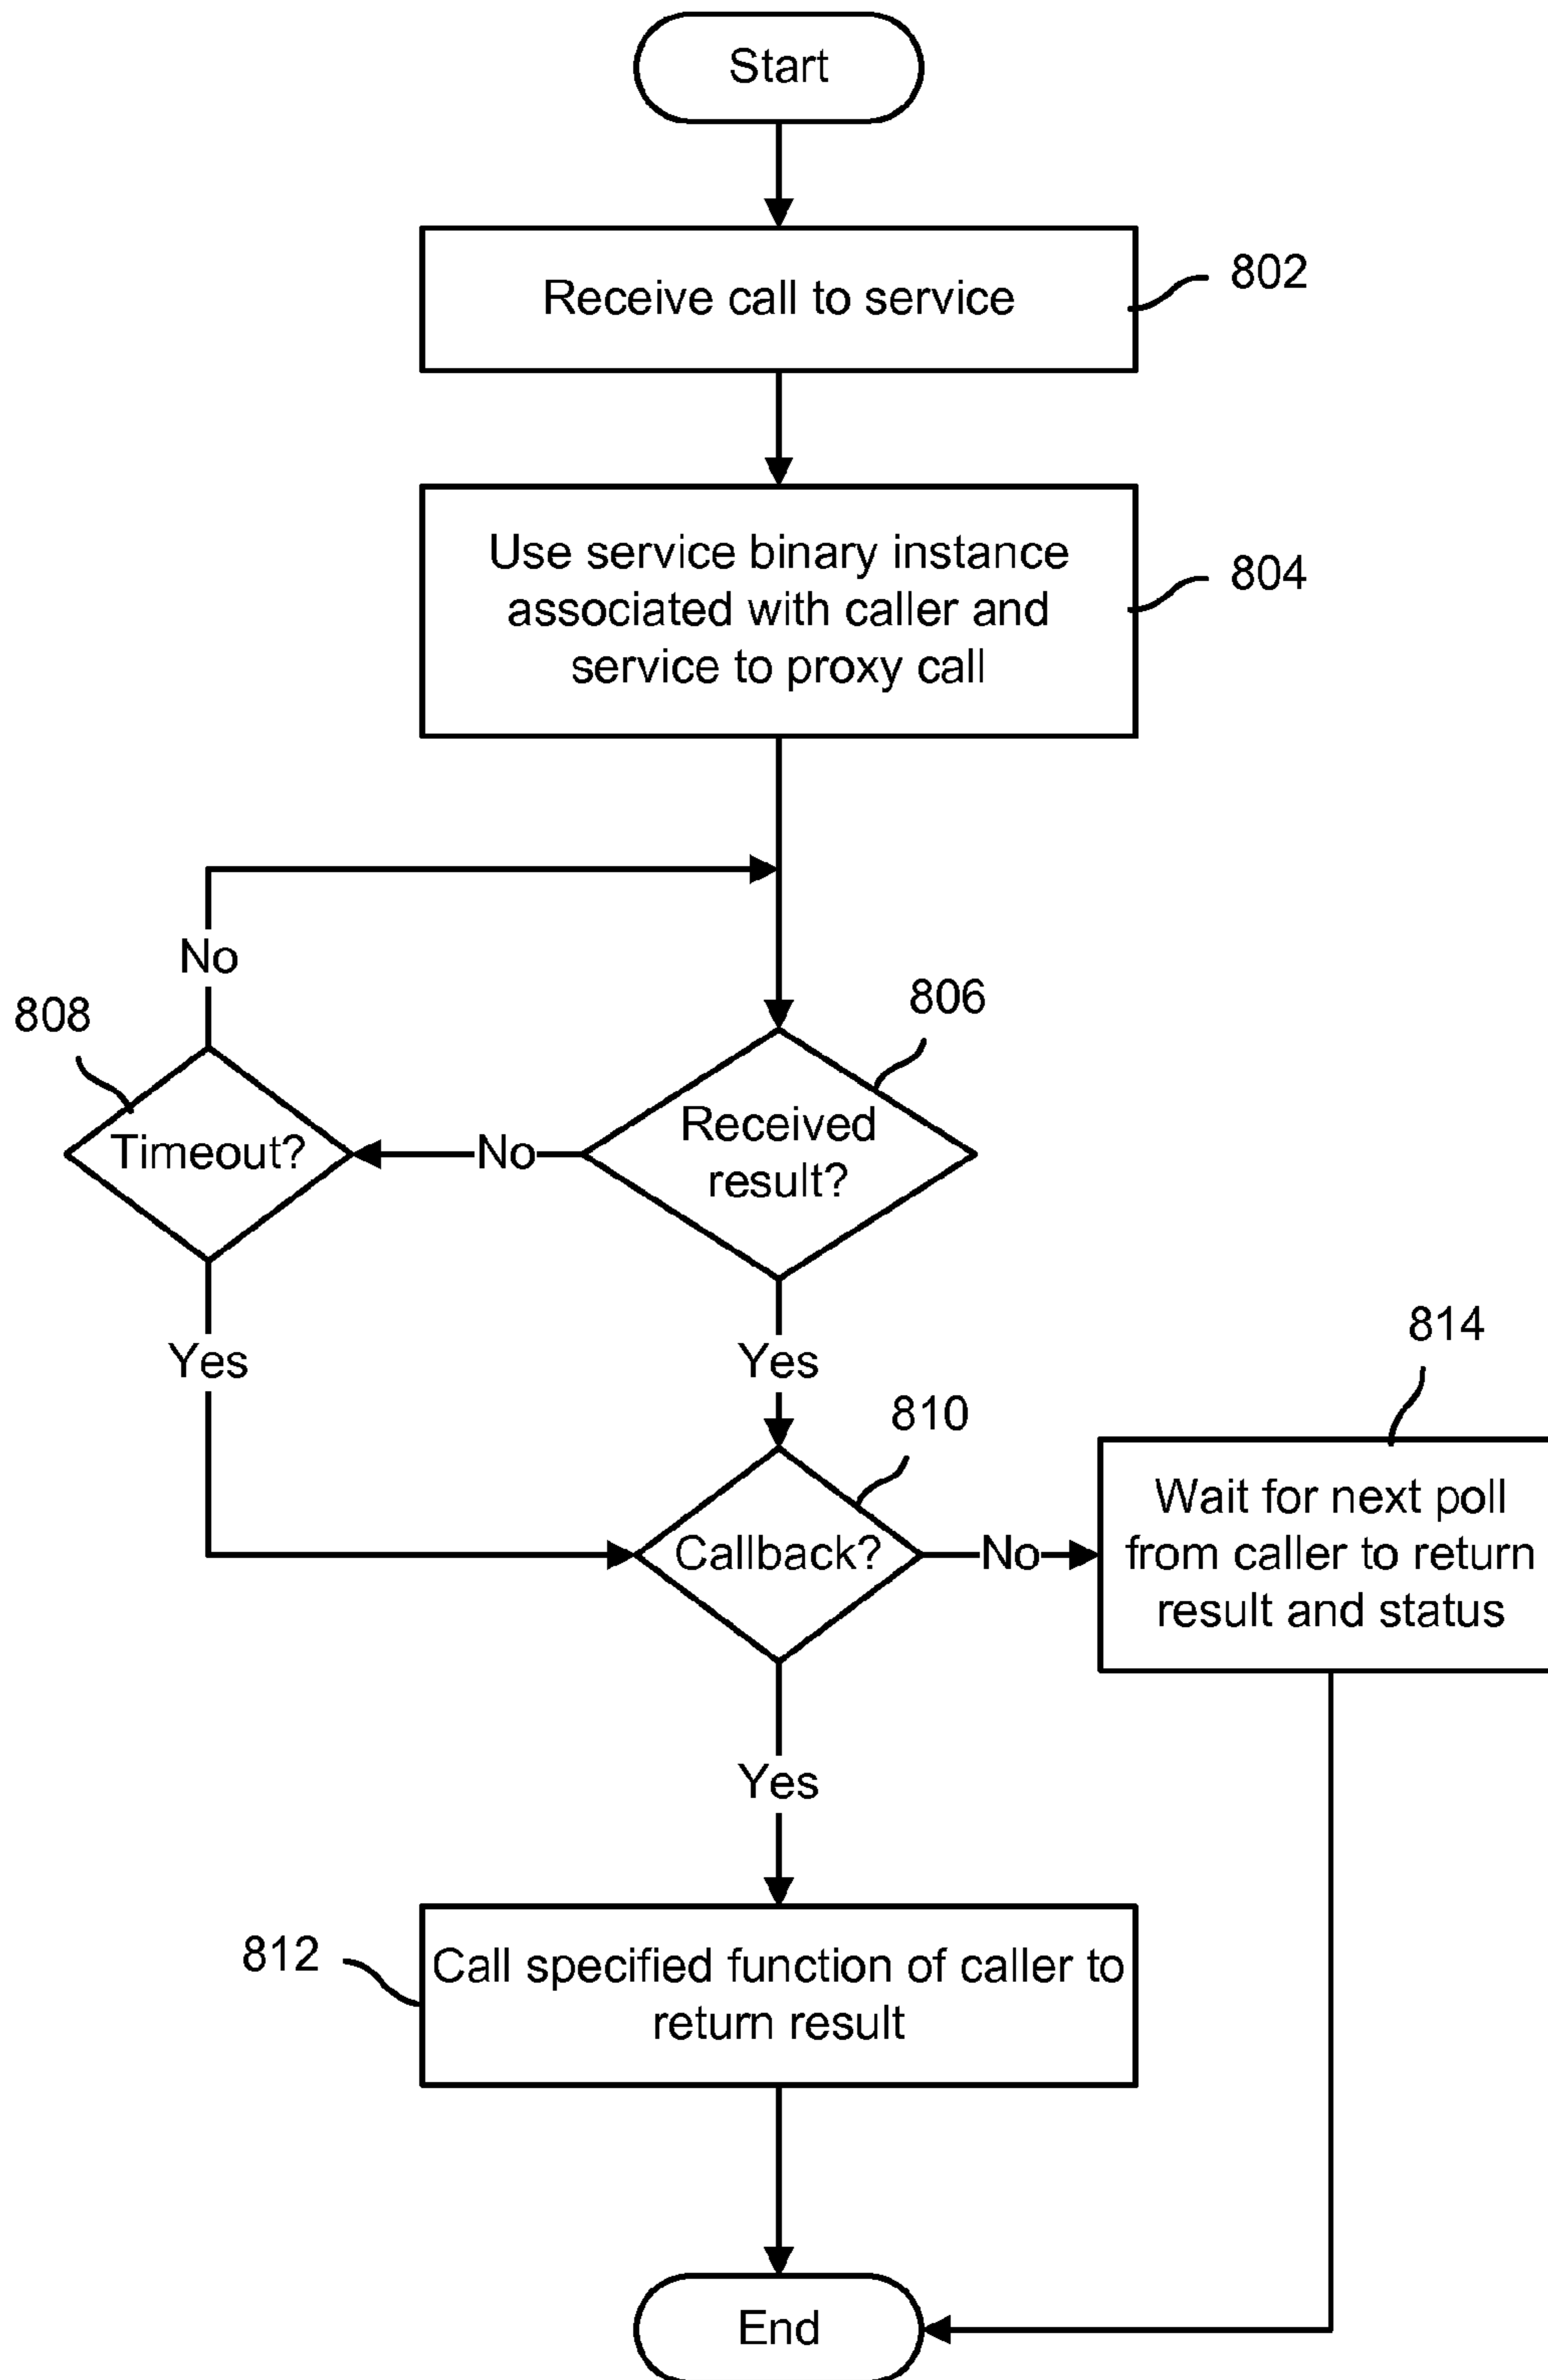 Start
Receive call to service
802
Use service binary instance
associated with caller and
service to proxy call
804
No
808
806
Timeout?
No
Received
result?
Yes
Yes
814
810
Callback?
No
Wait for next poll
from caller to return
result and status
Yes
812
Call specified function of caller to
return result
End